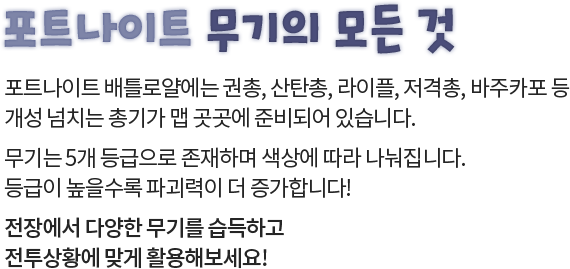 포트나이트 무기의 모든 것
포트나이트 배틀로얄에는 권총, 산탄총, 라이플, 저격총, 바주카포 등
개성 넘치는 총기가 맵 곳곳에 준비되어 있습니다.
무기는 5개 등급으로 존재하며 색상에 따라 나눠집니다.
등급이 높을수록 파괴력이 더 증가합니다!
전장에서 다양한 무기를 습득하고
전투상황에 맞게 활용해보세요!